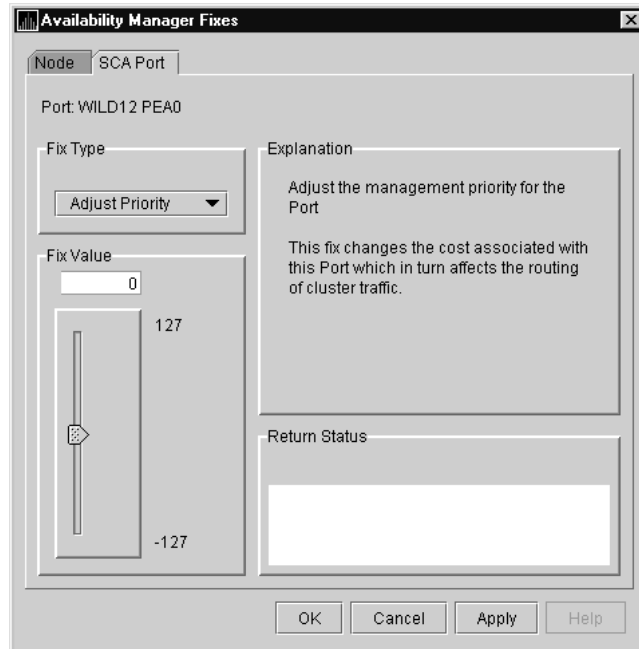 Availability Manager Fixes
Node
SCA Port
Port: WILD12 PEA0
Fix Type
Adjust Priority
Explanation
Adjust the management priority for the
Port
This fix changes the cost associated with
this Port which in turn affects the routing
of cluster traffic.
Fix Value
0
127
-127
Return Status
OK
Cancel
Apply
Help